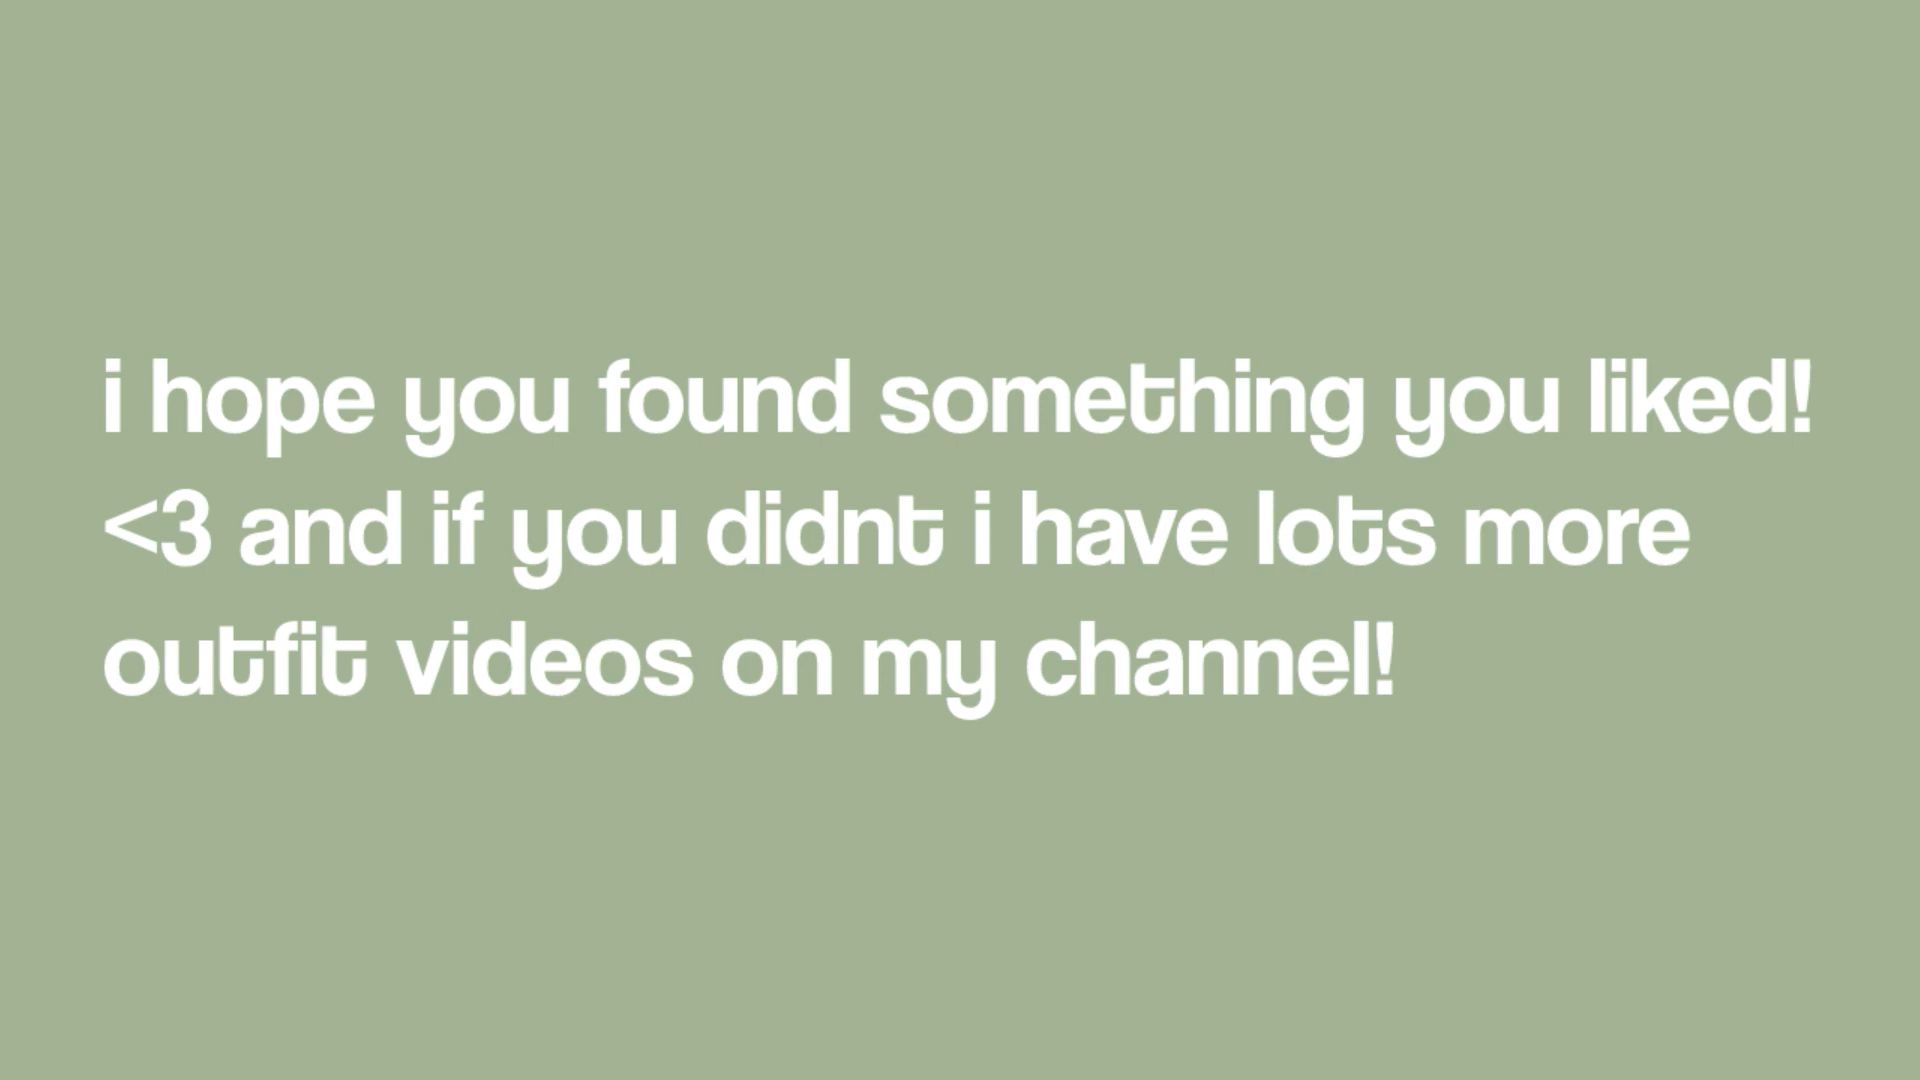 i hope you found something you liked!
<3 and if you didnt i have lots more
outfit videos on my channel!